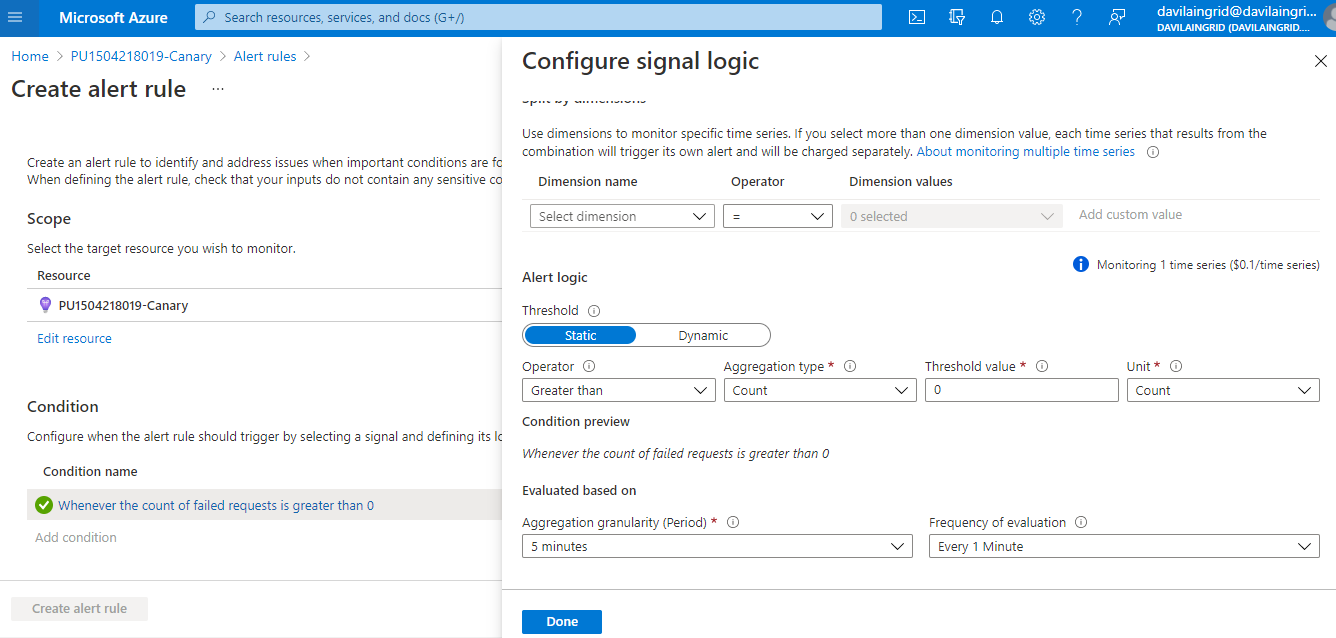 Microsoft Azure
Search resources, services, and docs (G+/)
davilaingrid@davilaingri...
DAVILAINGRID (DAVILAINGRID....
Home > PU1504218019-Canary > Alert rules >
Create alert rule ...
Create an alert rule to identify and address issues when important conditions are fo
When defining the alert rule, check that your inputs do not contain any sensitive co
Scope
Select the target resource you wish to monitor.
Resource
PU1504218019-Canary
Edit resource
Condition
Configure when the alert rule should trigger by selecting a signal and defining its lo
Condition name
Whenever the count of failed requests is greater than 0
Add condition
Create alert rule
Configure signal logic
Split by dimensions
Use dimensions to monitor specific time series. If you select more than one dimension value, each time series that results from the
combination will trigger its own alert and will be charged separately. About monitoring multiple time series
Dimension name Operator Dimension values
Select dimension = 0 selected Add custom value
Monitoring 1 time series ($0.1/time series)
Alert logic
Threshold
Static Dynamic
Operator Aggregation type * Threshold value * Unit *
Greater than Count 0 Count
Condition preview
Whenever the count of failed requests is greater than 0
Evaluated based on
Aggregation granularity (Period) * Frequency of evaluation
5 minutes Every 1 Minute
Done